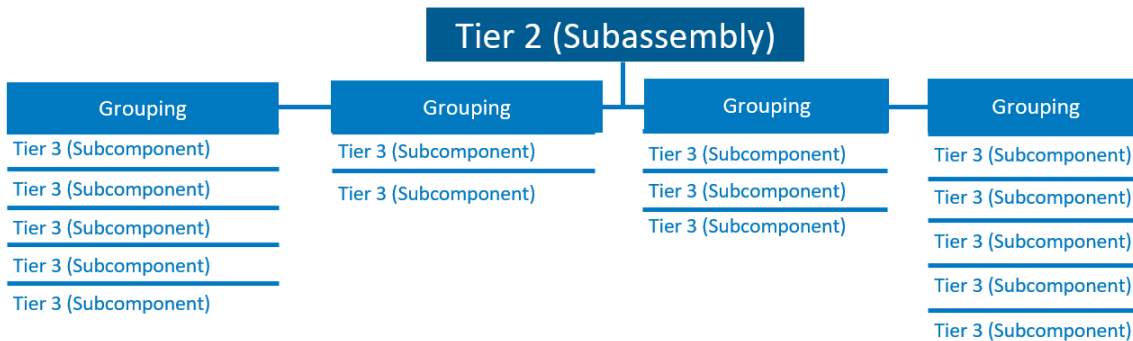 Tier 2 (Subassembly)
Grouping
Tier 3 (Subcomponent)
Tier 3 (Subcomponent)
Tier 3 (Subcomponent)
Tier 3 (Subcomponent)
Tier 3 (Subcomponent)
Grouping
Tier 3 (Subcomponent)
Tier 3 (Subcomponent)
Grouping
Tier 3 (Subcomponent)
Tier 3 (Subcomponent)
Tier 3 (Subcomponent)
Grouping
Tier 3 (Subcomponent)
Tier 3 (Subcomponent)
Tier 3 (Subcomponent)
Tier 3 (Subcomponent)
Tier 3 (Subcomponent)